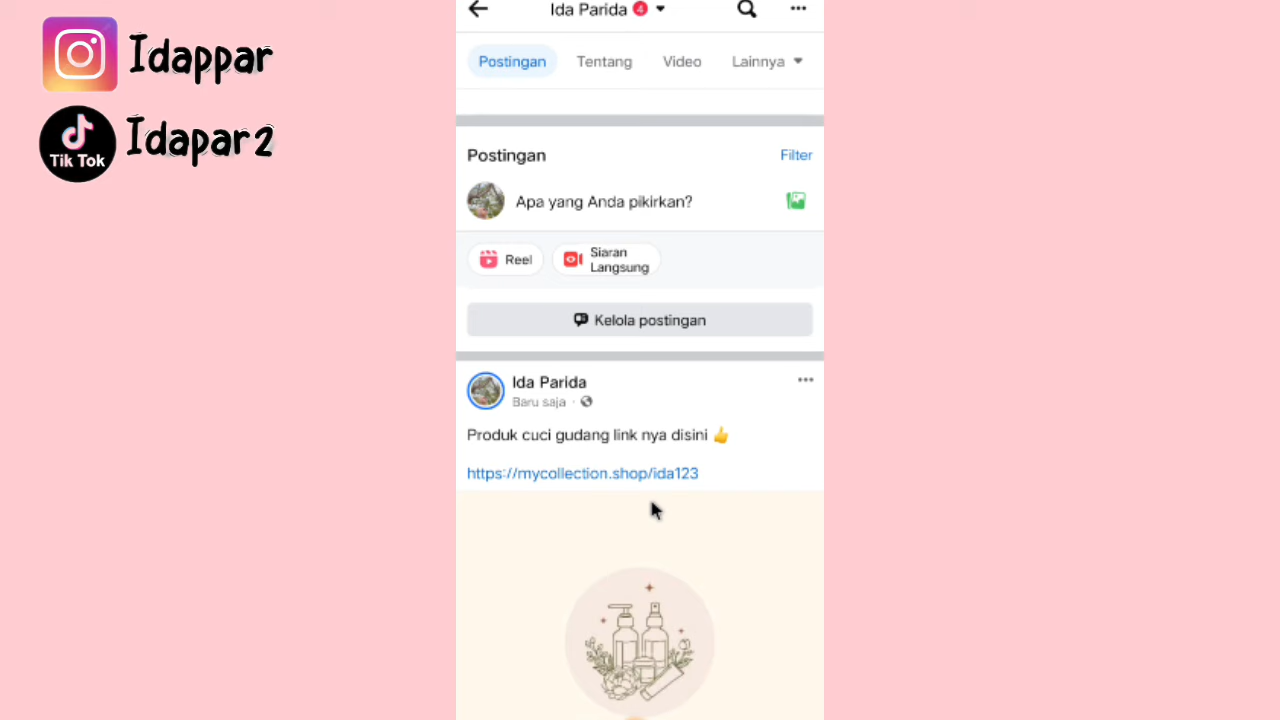 Idappar
Tik Tok
Idapar2
Ida Parida 4
Postingan Tentang Video Lainnya
Postingan Filter
Apa yang Anda pikirkan?
Reel
Siaran
Langsung
Kelola postingan
Ida Parida
Baru saja ·
Produk cuci gudang link nya disini 👍
https://mycollection.shop/ida123